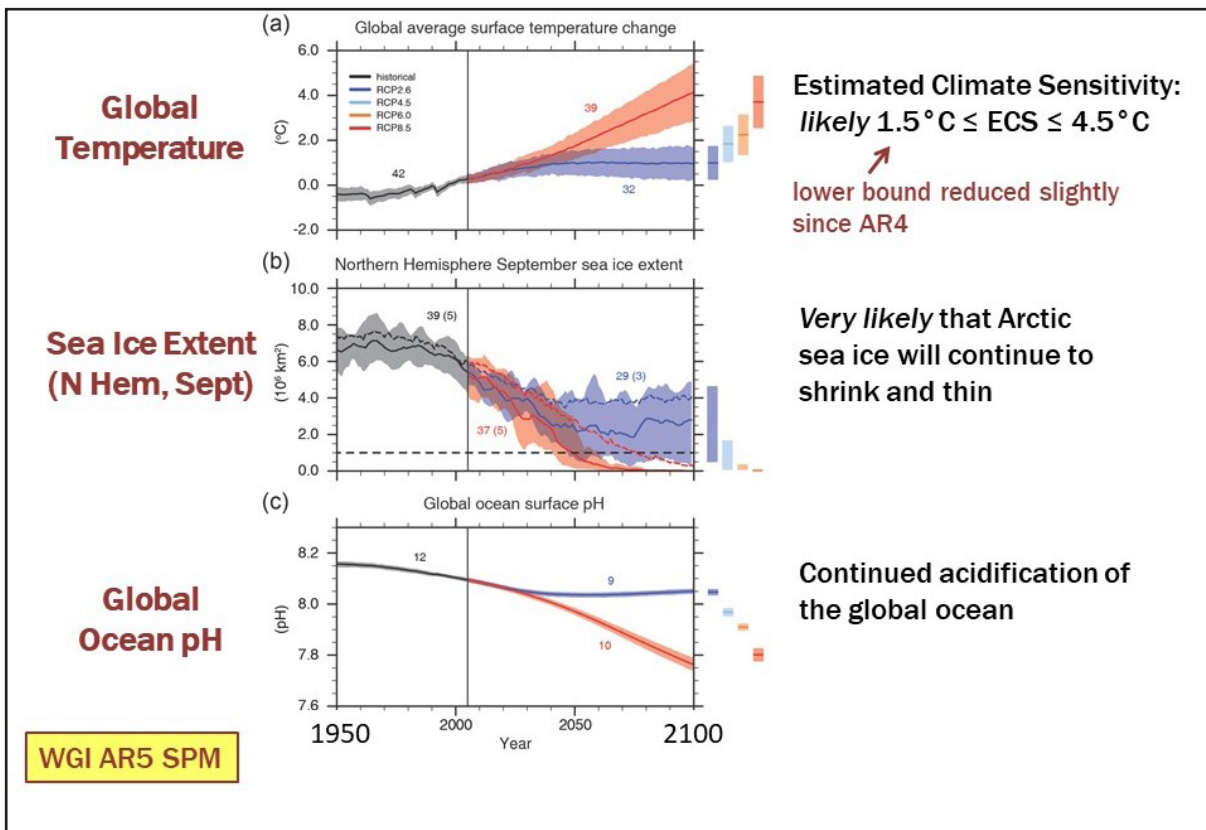 (a)
Global average surface temperature change
Global
Temperature
(°C)
6.0
4.0
2.0
0.0
-2.0
historical
RCP2.6
RCP4.5
RCP6.0
RCP8.5
42
39
32
Estimated Climate Sensitivity:
likely 1.5°C ≤ ECS ≤ 4.5°C
lower bound reduced slightly
since AR4
(b)
Northern Hemisphere September sea ice extent
Sea Ice Extent
(N Hem, Sept)
(10⁶ km²)
10.0
8.0
6.0
4.0
2.0
0.0
39 (5)
29 (3)
37 (5)
Very likely that Arctic
sea ice will continue to
shrink and thin
(c)
Global ocean surface pH
Global
Ocean pH
(pH)
8.2
8.0
7.8
7.6
12
9
10
Continued acidification of
the global ocean
1950
2000
2050
2100
Year
WGI AR5 SPM